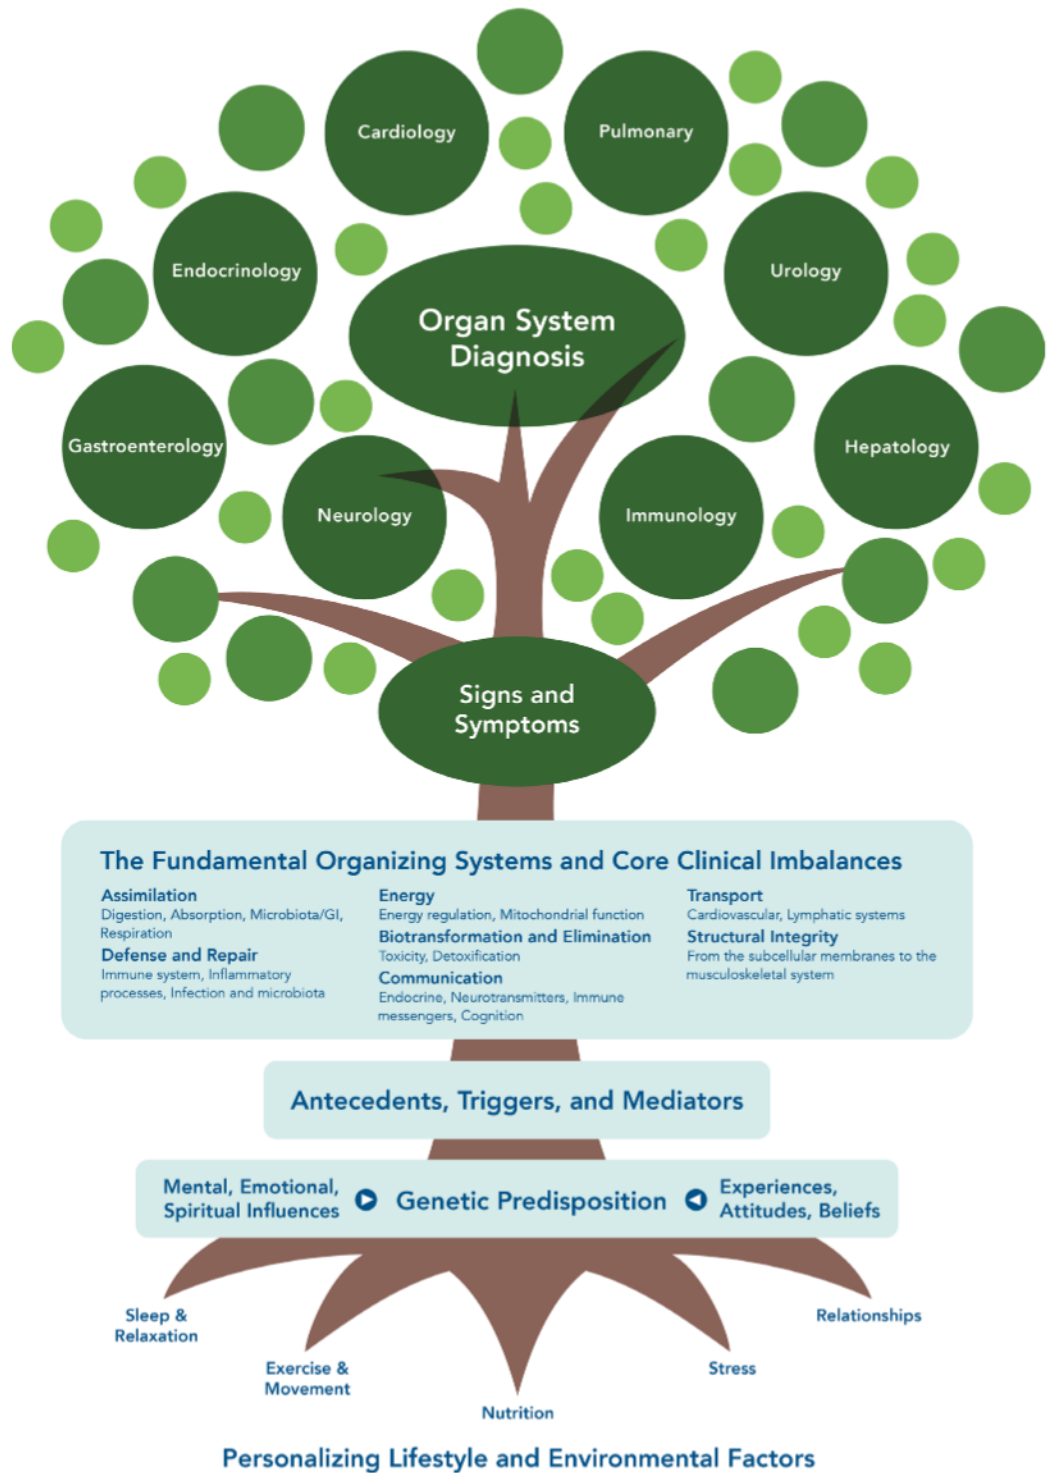 Cardiology
Pulmonary
Endocrinology
Urology
Organ System
Diagnosis
Gastroenterology
Hepatology
Neurology
Immunology
Signs and
Symptoms
The Fundamental Organizing Systems and Core Clinical Imbalances
Assimilation
Digestion, Absorption, Microbiota/GI,
Respiration
Defense and Repair
Immune system, Inflammatory
processes, Infection and microbiota
Energy
Energy regulation, Mitochondrial function
Biotransformation and Elimination
Toxicity, Detoxification
Communication
Endocrine, Neurotransmitters, Immune
messengers, Cognition
Transport
Cardiovascular, Lymphatic systems
Structural Integrity
From the subcellular membranes to the
musculoskeletal system
Antecedents, Triggers, and Mediators
Mental, Emotional,
Spiritual Influences
Genetic Predisposition
Experiences,
Attitudes, Beliefs
Sleep &
Relaxation
Exercise &
Movement
Nutrition
Stress
Relationships
Personalizing Lifestyle and Environmental Factors